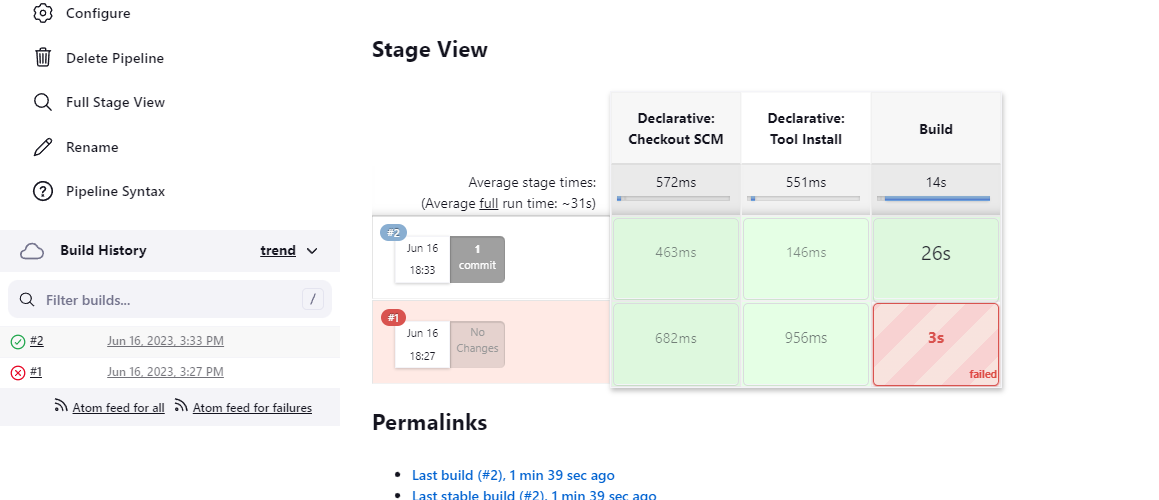 Configure
Delete Pipeline
Full Stage View
Rename
Pipeline Syntax
Build History
trend
Filter builds...
/
#2
Jun 16, 2023, 3:33 PM
#1
Jun 16, 2023, 3:27 PM
Atom feed for all
Atom feed for failures
Stage View
Declarative:
Checkout SCM
Declarative:
Tool Install
Build
Average stage times:
(Average full run time: ~31s)
572ms
551ms
14s
#2
Jun 16
18:33
1
commit
463ms
146ms
26s
#1
Jun 16
18:27
No
Changes
682ms
956ms
3s
failed
Permalinks
Last build (#2), 1 min 39 sec ago
Last stable build (#2), 1 min 39 sec ago